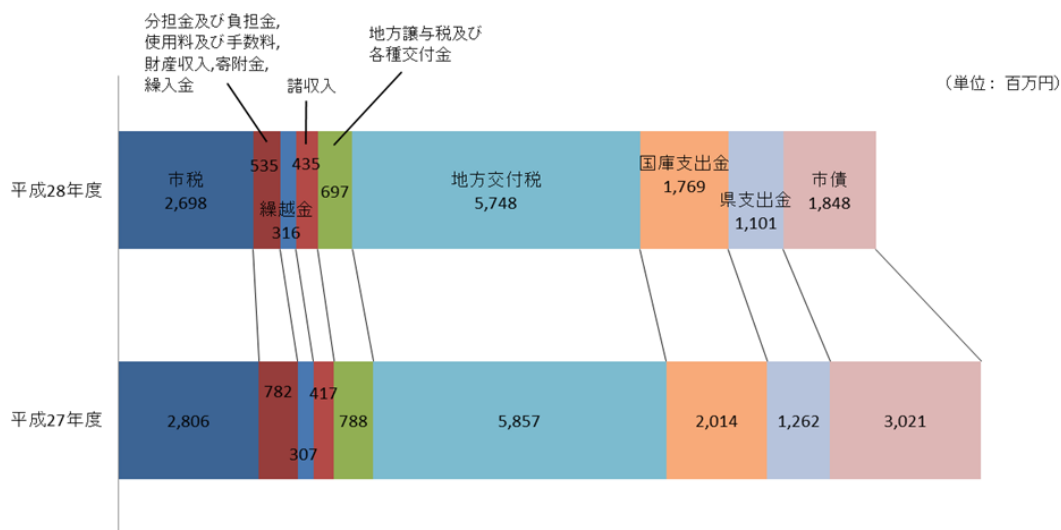 分担金及び負担金,
使用料及び手数料,
財産収入,寄附金,
繰入金
諸収入
地方譲与税及び
各種交付金
(単位：百万円)
平成28年度
市税
2,698
535
繰越金
316
435
697
地方交付税
5,748
国庫支出金
1,769
県支出金
1,101
市債
1,848
平成27年度
2,806
782
307
417
788
5,857
2,014
1,262
3,021